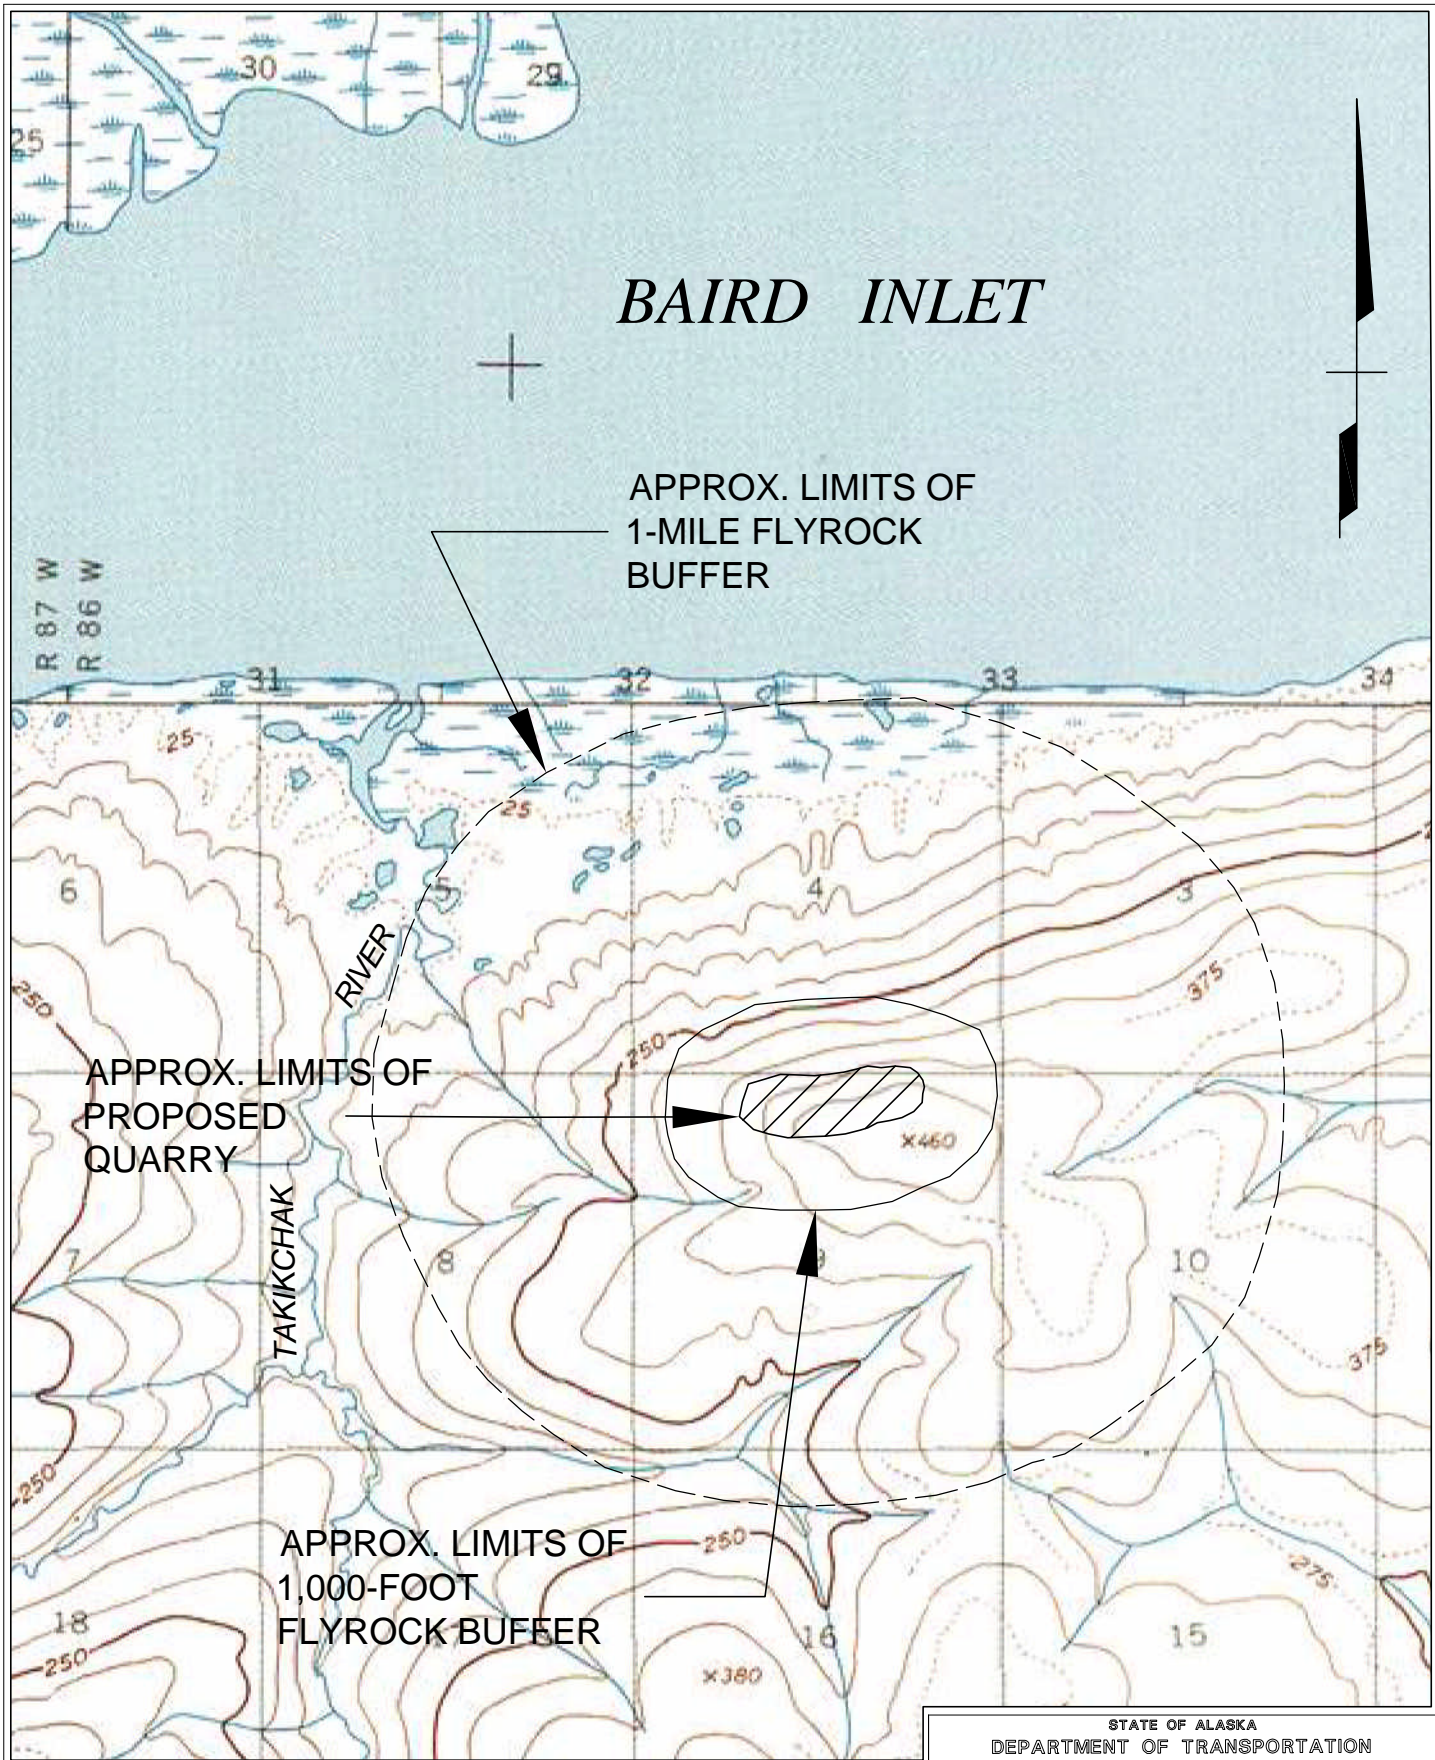 30
29
25
BAIRD INLET
APPROX. LIMITS OF
1-MILE FLYROCK
BUFFER
R 87 W
R 86 W
31
32
33
34
25
25
6
5
4
3
RIVER
375
250
250
APPROX. LIMITS OF
PROPOSED
QUARRY
×460
TAKIKCHAK
7
8
9
10
375
250
APPROX. LIMITS OF
1,000-FOOT
FLYROCK BUFFER
250
275
18
16
15
250
×380
STATE OF ALASKA
DEPARTMENT OF TRANSPORTATION